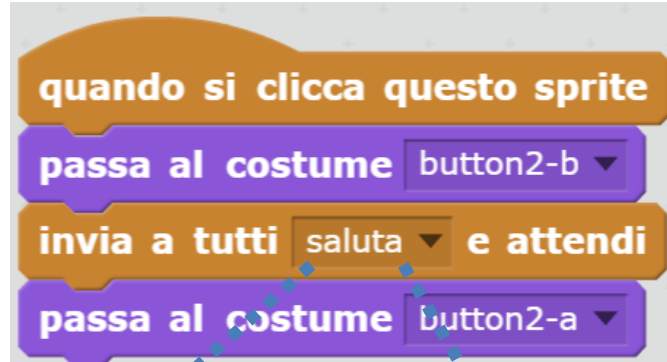 quando si clicca questo sprite
passa al costume button2-b
invia a tutti saluta e attendi
passa al costume button2-a